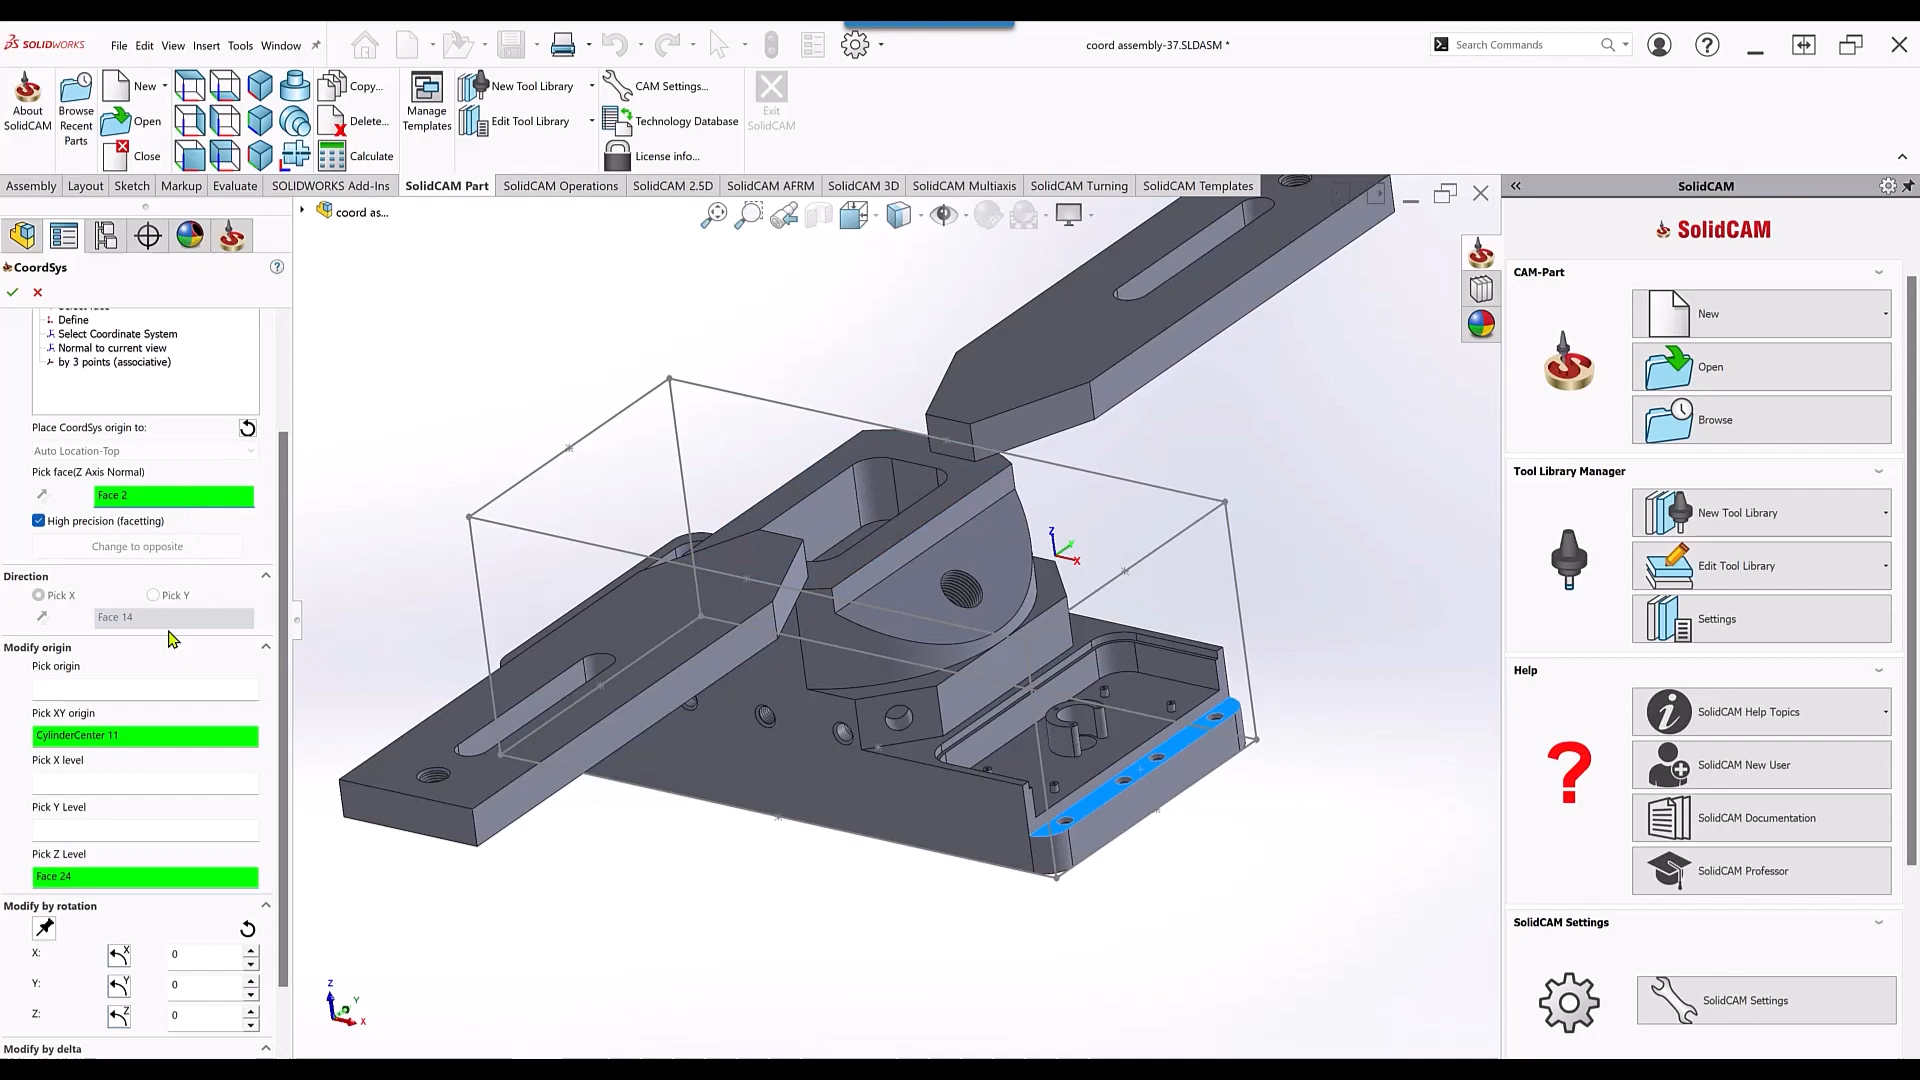 SOLIDWORKS File Edit View Insert Tools Window coord assembly-37.SLDASM * Search Commands
About SolidCAM
Browse Recent Parts
New
Open
Close
Copy...
Delete...
Calculate
Manage Templates
New Tool Library
Edit Tool Library
CAM Settings...
Technology Database
License info...
Exit SolidCAM
Assembly Layout Sketch Markup Evaluate SOLIDWORKS Add-Ins SolidCAM Part SolidCAM Operations SolidCAM 2.5D SolidCAM AFRM SolidCAM 3D SolidCAM Multiaxis SolidCAM Turning SolidCAM Templates
coord as...
CoordSys
Define
Select Coordinate System
Normal to current view
by 3 points (associative)
Place CoordSys origin to:
Auto Location-Top
Pick face(Z Axis Normal)
Face 2
High precision (facetting)
Change to opposite
Direction
Pick X Pick Y
Face 14
Modify origin
Pick origin
Pick XY origin
CylinderCenter 11
Pick X level
Pick Y Level
Pick Z Level
Face 24
Modify by rotation
X: X 0
Y: Y 0
Z: Z 0
Modify by delta
Z
Y
X
Z
Y
X
SolidCAM
SolidCAM
CAM-Part
New
Open
Browse
Tool Library Manager
New Tool Library
Edit Tool Library
Settings
Help
SolidCAM Help Topics
SolidCAM New User
SolidCAM Documentation
SolidCAM Professor
SolidCAM Settings
SolidCAM Settings